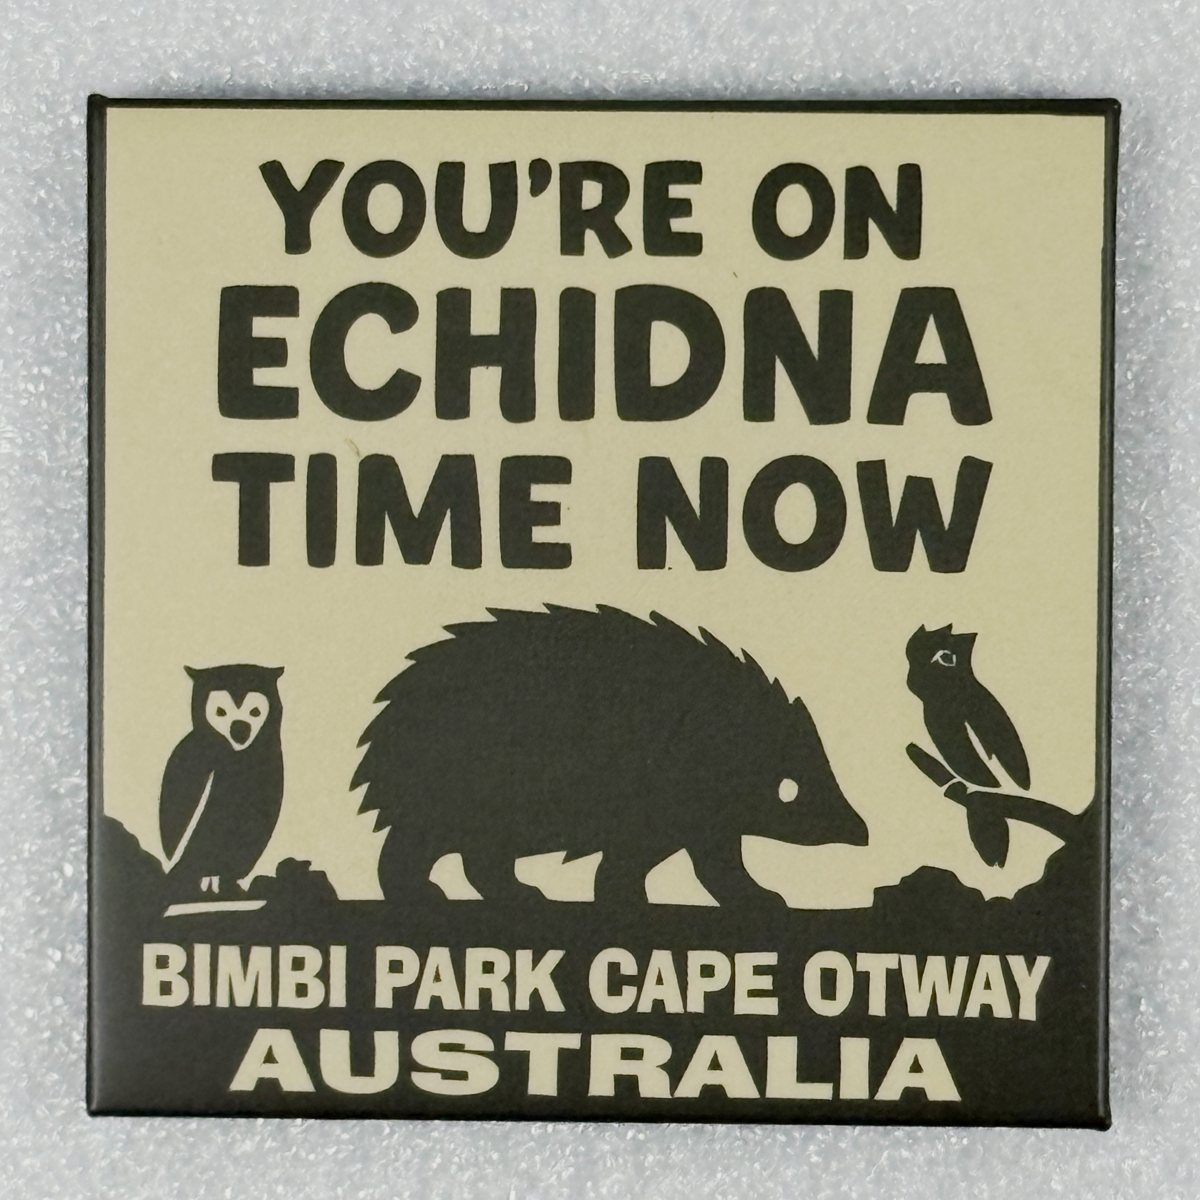 YOU'RE ON
ECHIDNA
TIME NOW
BIMBI PARK CAPE OTWAY
AUSTRALIA